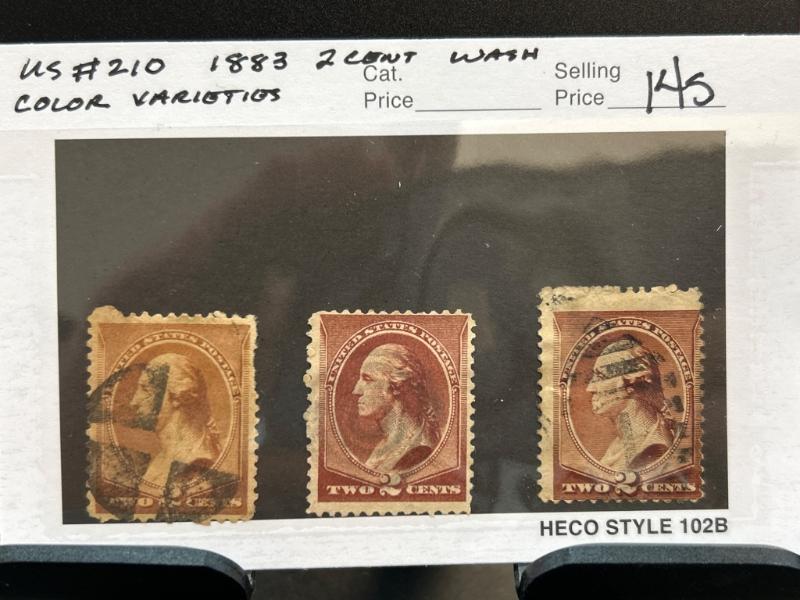 US #210 1883 2 CENT WASH
COLOR VARIETIES
Cat.
Price
Selling
Price 145
UNITED STATES POSTAGE
TWO 2 CENTS
UNITED STATES POSTAGE
TWO 2 CENTS
UNITED STATES POSTAGE
TWO 2 CENTS
HECO STYLE 102B